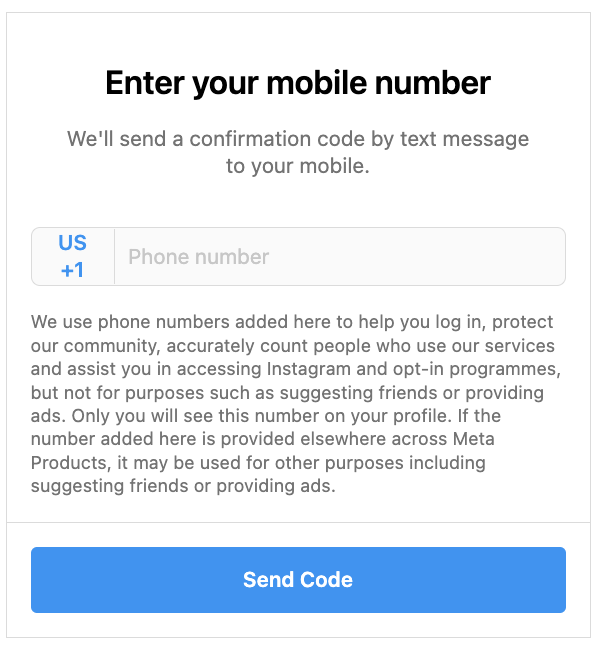 Enter your mobile number
We'll send a confirmation code by text message
to your mobile.
US
+1
Phone number
We use phone numbers added here to help you log in, protect
our community, accurately count people who use our services
and assist you in accessing Instagram and opt-in programmes,
but not for purposes such as suggesting friends or providing
ads. Only you will see this number on your profile. If the
number added here is provided elsewhere across Meta
Products, it may be used for other purposes including
suggesting friends or providing ads.
Send Code